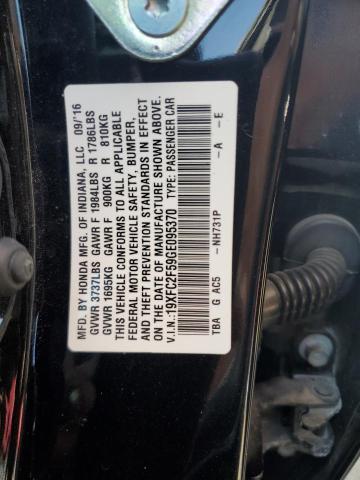 MFD. BY HONDA MFG. OF INDIANA, LLC 09/16
GVWR 3737LBS GAWR F 1984LBS R 1786LBS
GVWR 1695KG GAWR F 900KG R 810KG
THIS VEHICLE CONFORMS TO ALL APPLICABLE
FEDERAL MOTOR VEHICLE SAFETY, BUMPER,
AND THEFT PREVENTION STANDARDS IN EFFECT
ON THE DATE OF MANUFACTURE SHOWN ABOVE.
V.I.N.:19XFC2F59GE095370 TYPE: PASSENGER CAR
TBA G AC5 -NH731P -A -E